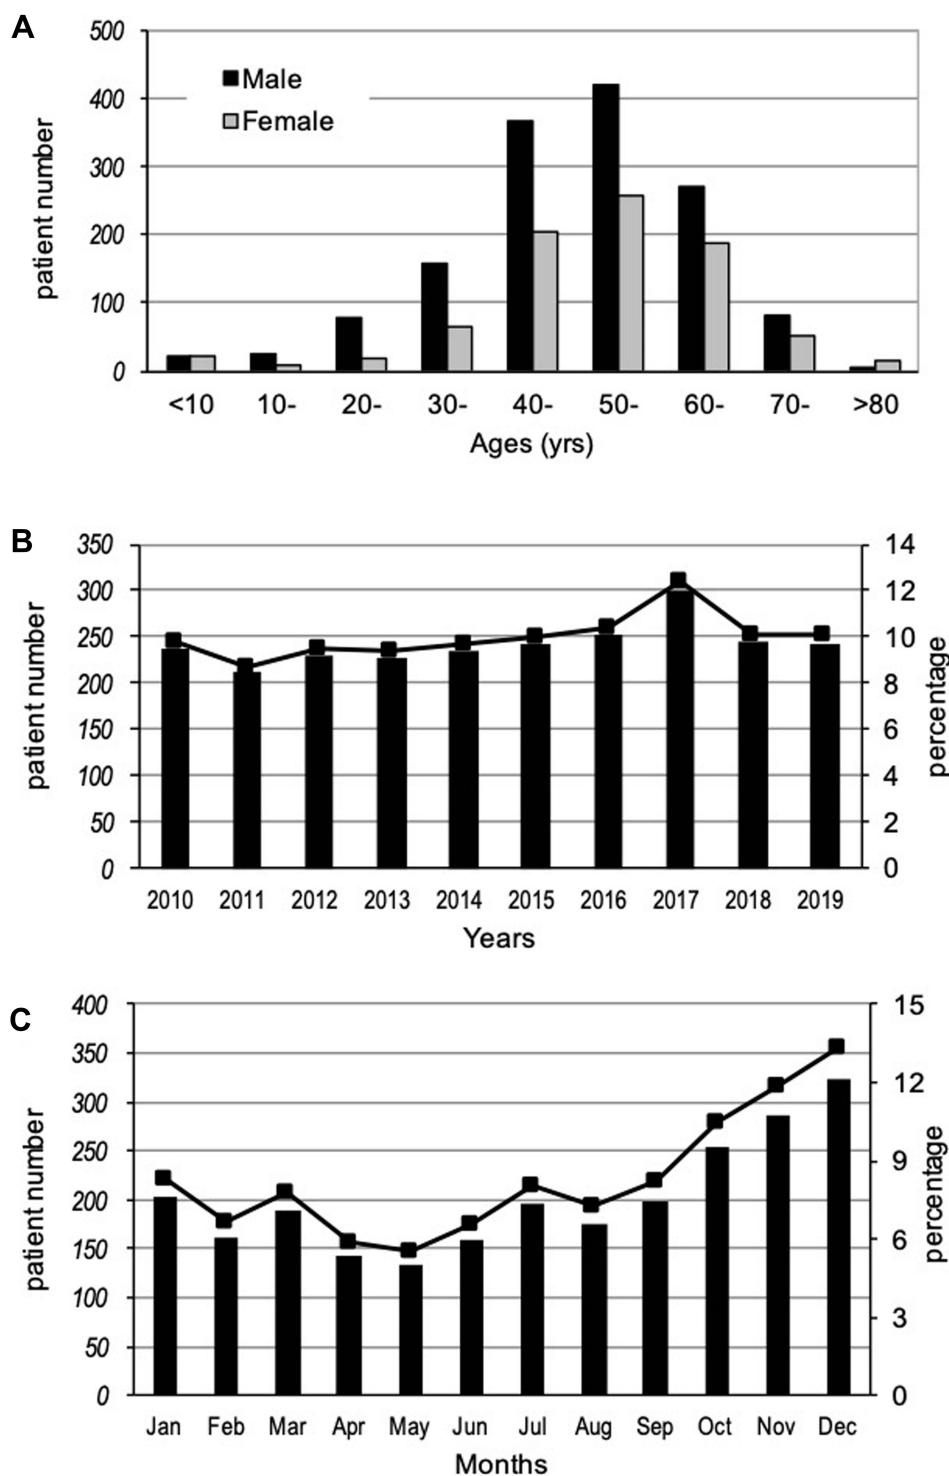 A
500
400
300
200
100
0
patient number
Male
Female
<10 10- 20- 30- 40- 50- 60- 70- >80
Ages (yrs)
B
350
300
250
200
150
100
50
0
patient number
14
12
10
8
6
4
2
0
percentage
2010 2011 2012 2013 2014 2015 2016 2017 2018 2019
Years
C
400
350
300
250
200
150
100
50
0
patient number
15
12
9
6
3
0
percentage
Jan Feb Mar Apr May Jun Jul Aug Sep Oct Nov Dec
Months